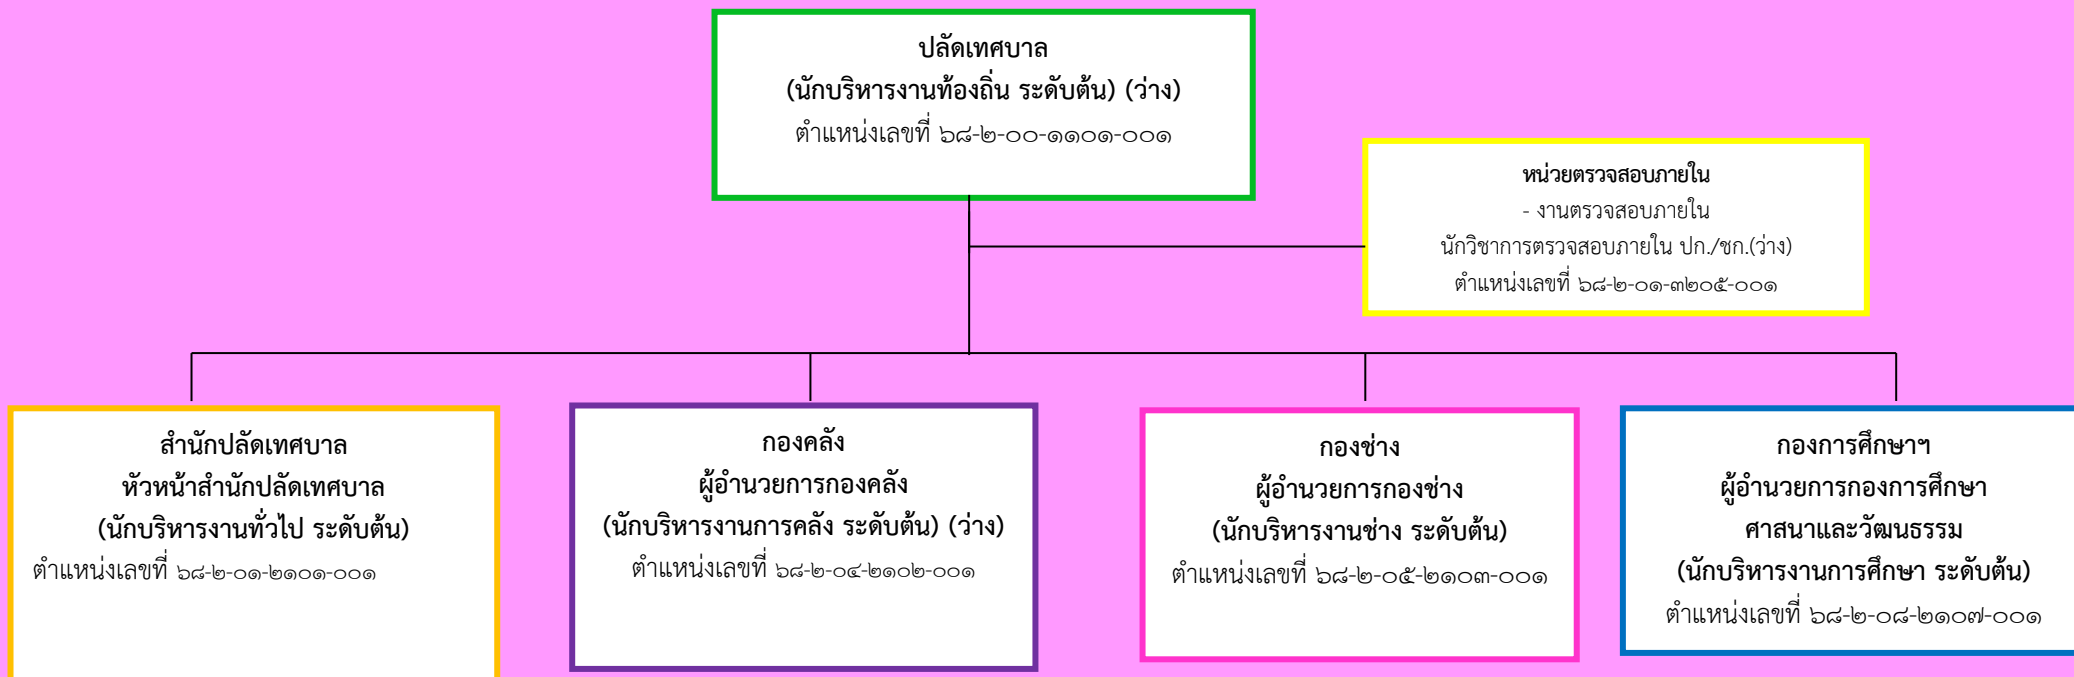 ปลัดเทศบาล
(นักบริหารงานท้องถิ่น ระดับต้น) (ว่าง)
ตำแหน่งเลขที่ ๖๘-๒-๐๐-๑๑๐๑-๐๐๑
หน่วยตรวจสอบภายใน
- งานตรวจสอบภายใน
นักวิชาการตรวจสอบภายใน ปก./ชก.(ว่าง)
ตำแหน่งเลขที่ ๖๘-๒-๐๑-๓๒๐๕-๐๐๑
สำนักปลัดเทศบาล
หัวหน้าสำนักปลัดเทศบาล
(นักบริหารงานทั่วไป ระดับต้น)
ตำแหน่งเลขที่ ๖๘-๒-๐๑-๒๑๐๑-๐๐๑
กองคลัง
ผู้อำนวยการกองคลัง
(นักบริหารงานการคลัง ระดับต้น) (ว่าง)
ตำแหน่งเลขที่ ๖๘-๒-๐๔-๒๑๐๒-๐๐๑
กองช่าง
ผู้อำนวยการกองช่าง
(นักบริหารงานช่าง ระดับต้น)
ตำแหน่งเลขที่ ๖๘-๒-๐๕-๒๑๐๓-๐๐๑
กองการศึกษาฯ
ผู้อำนวยการกองการศึกษา
ศาสนาและวัฒนธรรม
(นักบริหารงานการศึกษา ระดับต้น)
ตำแหน่งเลขที่ ๖๘-๒-๐๘-๒๑๐๗-๐๐๑